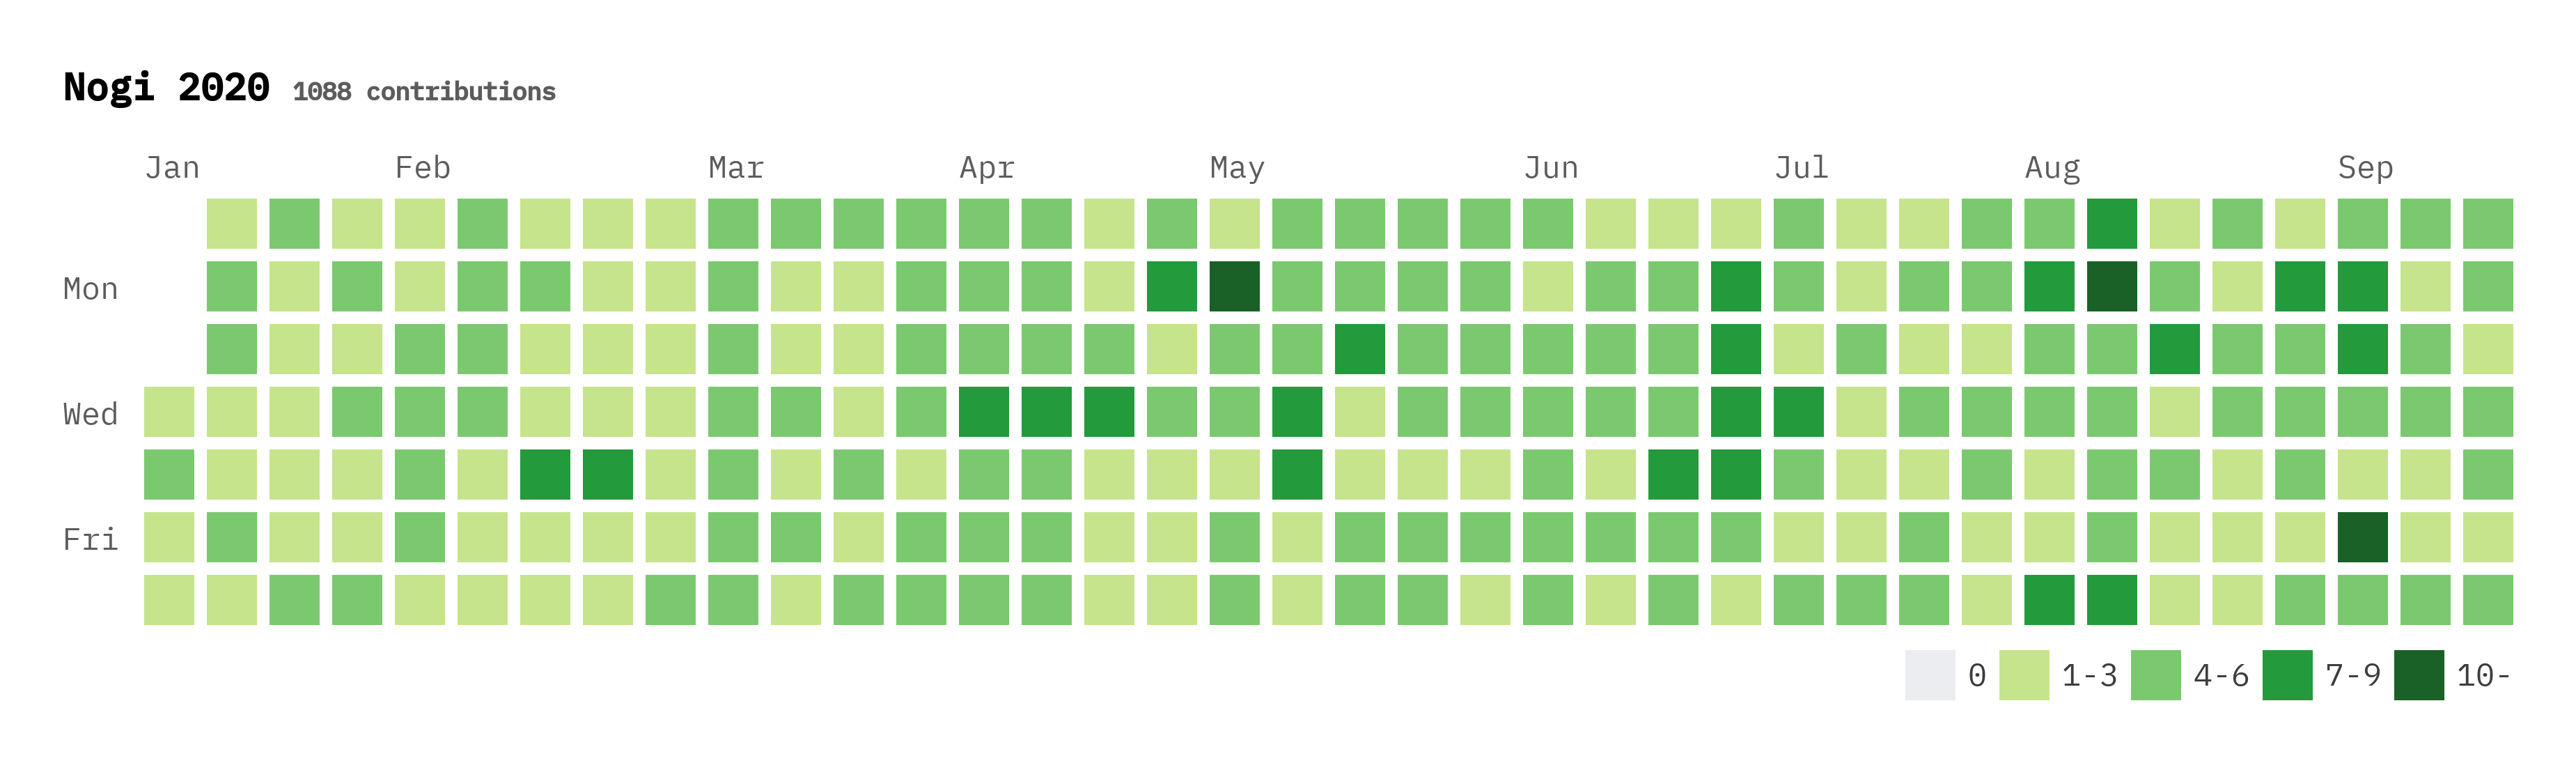 Nogi 2020 1088 contributions
Jan Feb Mar Apr May Jun Jul Aug Sep
Mon
Wed
Fri
0 1-3 4-6 7-9 10-